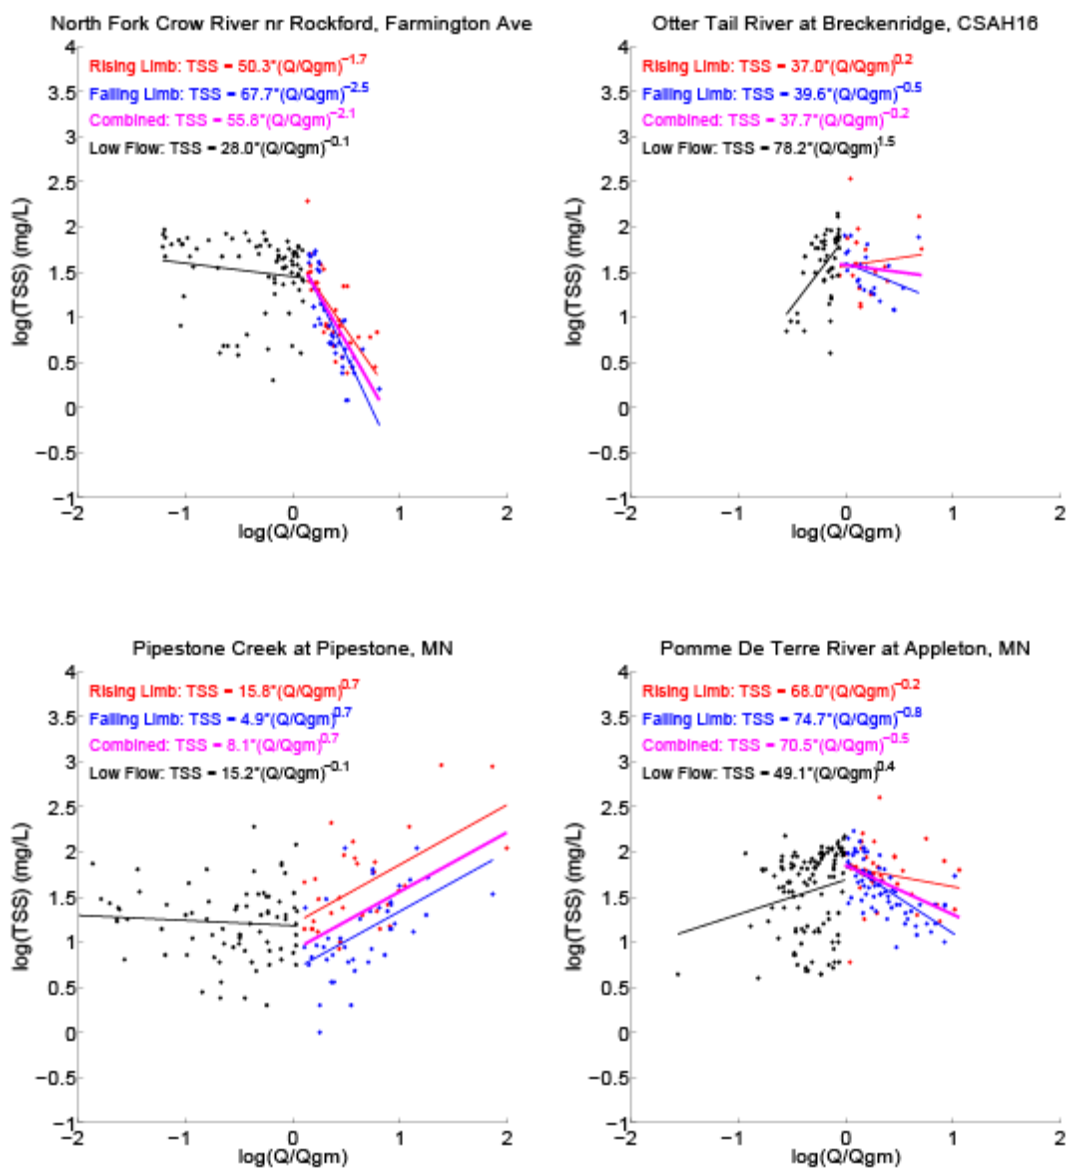 North Fork Crow River nr Rockford, Farmington Ave
4
Rising Limb: TSS = 50.3*(Q/Qgm)^−1.7
3.5
Falling Limb: TSS = 67.7*(Q/Qgm)^−2.5
3
Combined: TSS = 55.8*(Q/Qgm)^−2.1
Low Flow: TSS = 28.0*(Q/Qgm)^−0.1
2.5
2
1.5
1
0.5
0
−0.5
−1
log(TSS) (mg/L)
−2
−1
0
1
2
log(Q/Qgm)
Otter Tail River at Breckenridge, CSAH16
4
Rising Limb: TSS = 37.0*(Q/Qgm)^0.2
3.5
Falling Limb: TSS = 39.6*(Q/Qgm)^−0.5
3
Combined: TSS = 37.7*(Q/Qgm)^−0.2
Low Flow: TSS = 78.2*(Q/Qgm)^1.5
2.5
2
1.5
1
0.5
0
−0.5
−1
log(TSS) (mg/L)
−2
−1
0
1
2
log(Q/Qgm)
Pipestone Creek at Pipestone, MN
4
Rising Limb: TSS = 15.8*(Q/Qgm)^0.7
3.5
Falling Limb: TSS = 4.9*(Q/Qgm)^0.7
3
Combined: TSS = 8.1*(Q/Qgm)^0.7
Low Flow: TSS = 15.2*(Q/Qgm)^−0.1
2.5
2
1.5
1
0.5
0
−0.5
−1
log(TSS) (mg/L)
−2
−1
0
1
2
log(Q/Qgm)
Pomme De Terre River at Appleton, MN
4
Rising Limb: TSS = 68.0*(Q/Qgm)^−0.2
3.5
Falling Limb: TSS = 74.7*(Q/Qgm)^−0.8
3
Combined: TSS = 70.5*(Q/Qgm)^−0.5
Low Flow: TSS = 49.1*(Q/Qgm)^0.4
2.5
2
1.5
1
0.5
0
−0.5
−1
log(TSS) (mg/L)
−2
−1
0
1
2
log(Q/Qgm)